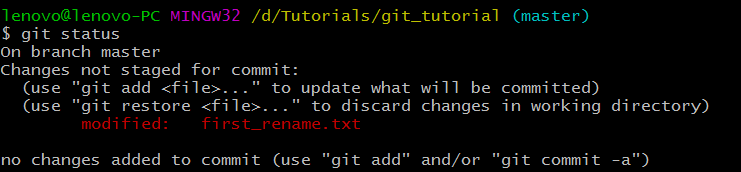 lenovo@lenovo-PC MINGW32 /d/Tutorials/git_tutorial (master)
$ git status
On branch master
Changes not staged for commit:
  (use "git add <file>..." to update what will be committed)
  (use "git restore <file>..." to discard changes in working directory)
        modified:   first_rename.txt

no changes added to commit (use "git add" and/or "git commit -a")